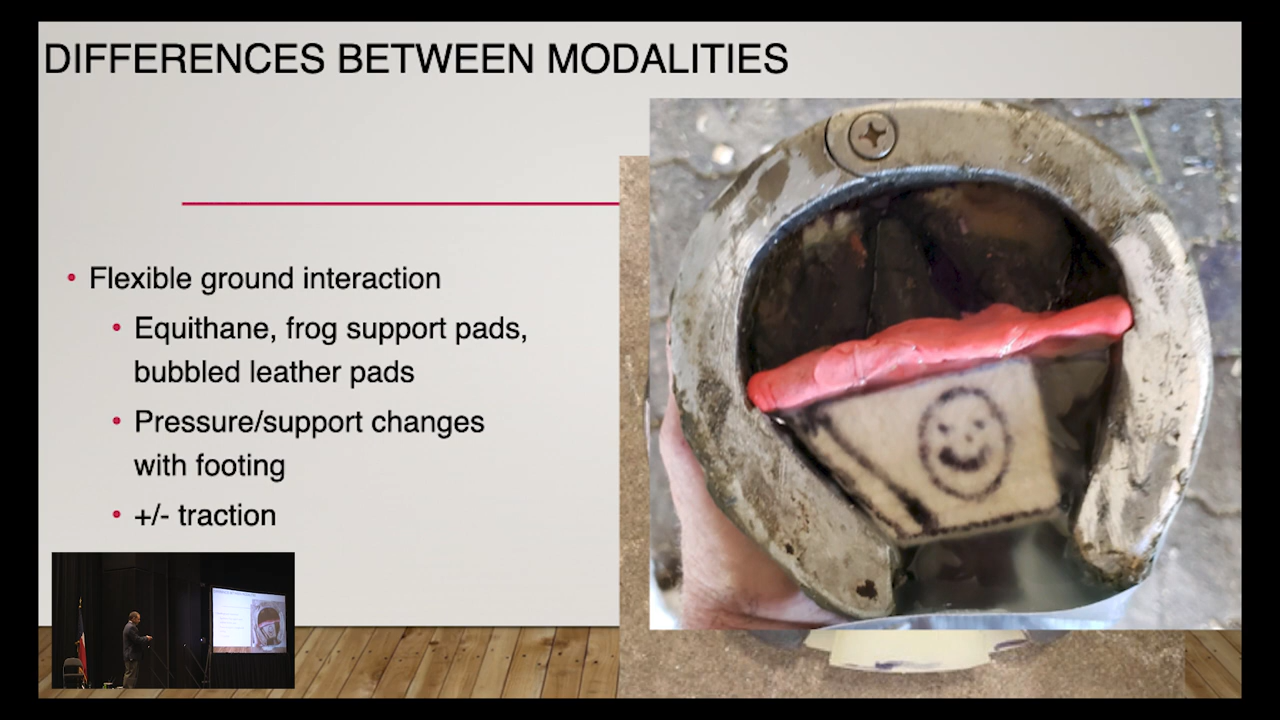 DIFFERENCES BETWEEN MODALITIES
• Flexible ground interaction
• Equithane, frog support pads,
bubbled leather pads
• Pressure/support changes
with footing
• +/- traction